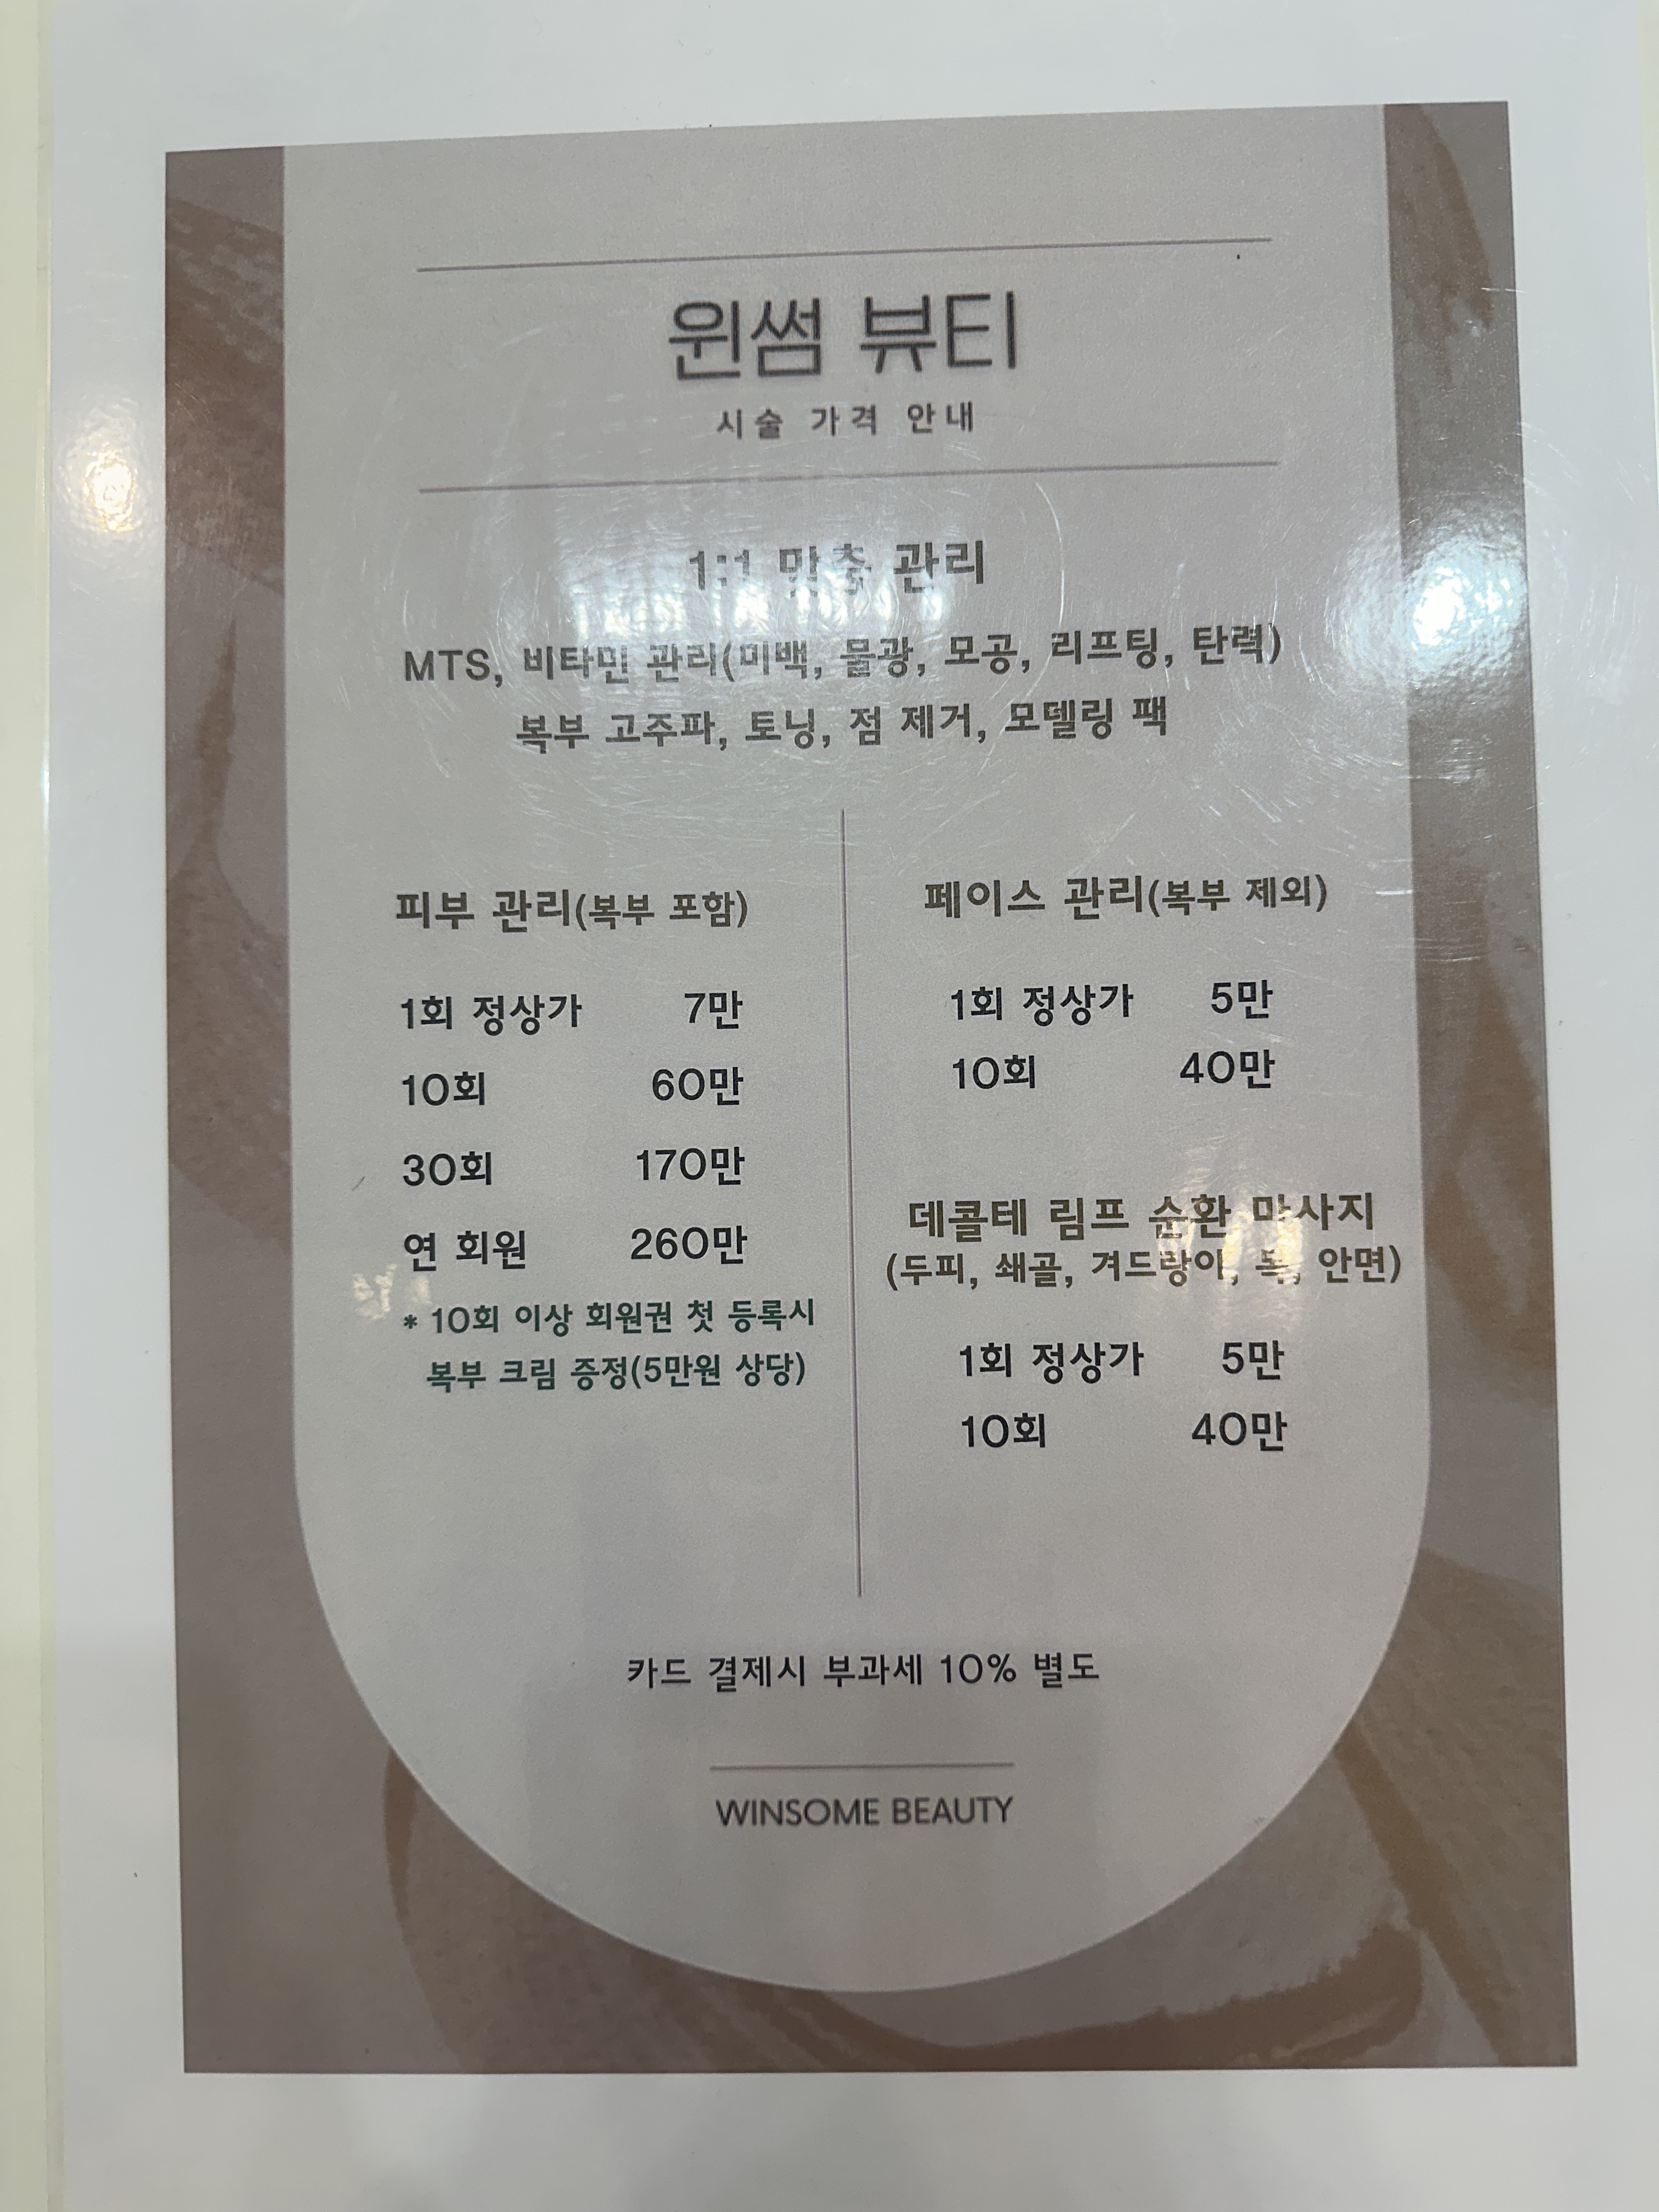 윈썸 뷰티
시술 가격 안내
1:1 맞춤 관리
MTS, 비타민 관리(미백, 물광, 모공, 리프팅, 탄력)
복부 고주파, 토닝, 점 제거, 모델링 팩
피부 관리(복부 포함)
1회 정상가 7만
10회 60만
30회 170만
연 회원 260만
* 10회 이상 회원권 첫 등록시
복부 크림 증정(5만원 상당)
페이스 관리(복부 제외)
1회 정상가 5만
10회 40만
데콜테 림프 순환 마사지
(두피, 쇄골, 겨드랑이, 목, 안면)
1회 정상가 5만
10회 40만
카드 결제시 부과세 10% 별도
WINSOME BEAUTY